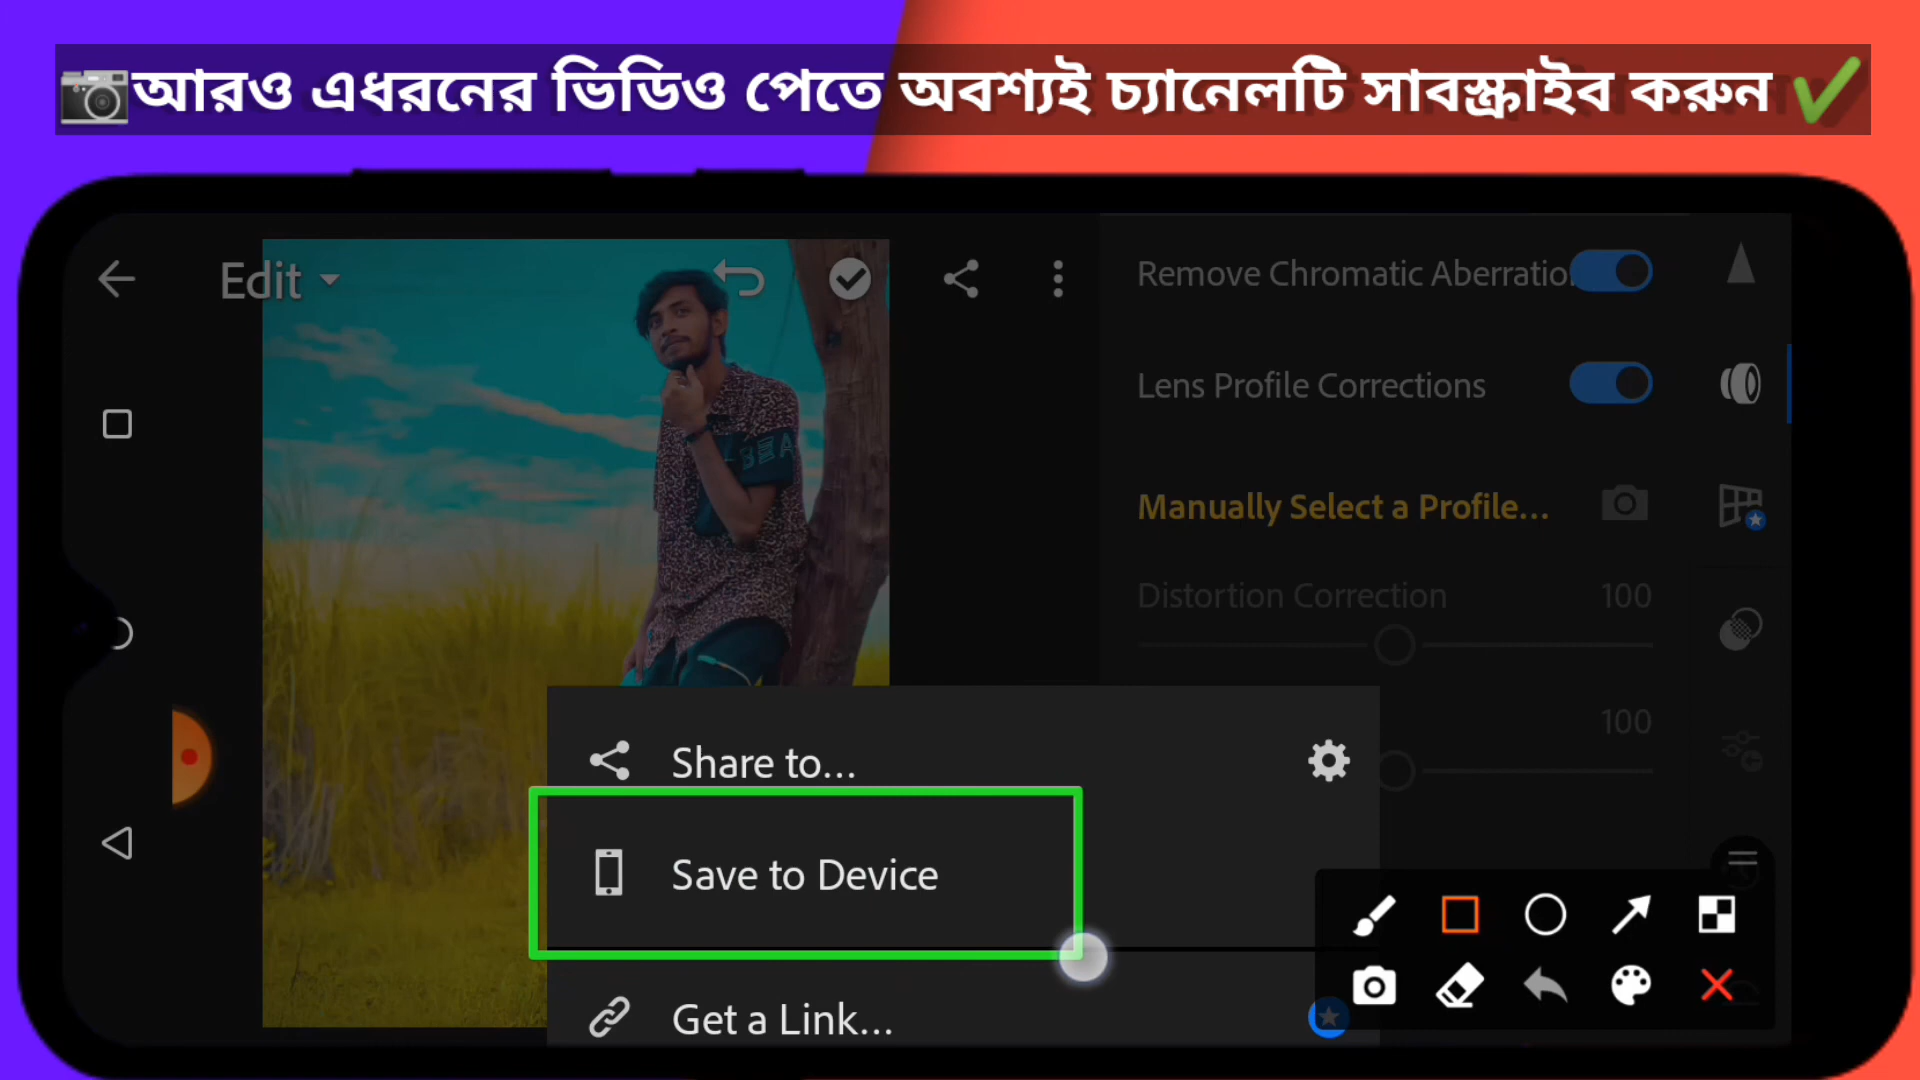 আরও এধরনের ভিডিও পেতে অবশ্যই চ্যানেলটি সাবস্ক্রাইব করুন
Edit
Remove Chromatic Aberratio
Lens Profile Corrections
BEA
Manually Select a Profile...
Distortion Correction 100
100
Share to...
Save to Device
Get a Link...